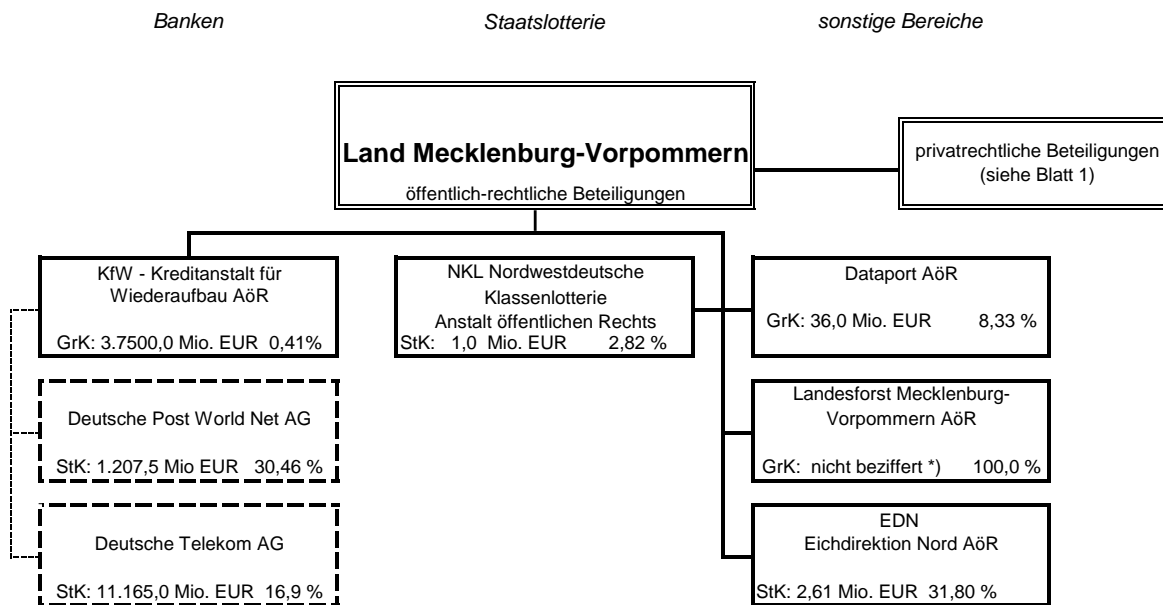 Banken
Staatslotterie
sonstige Bereiche
Land Mecklenburg-Vorpommern
öffentlich-rechtliche Beteiligungen
privatrechtliche Beteiligungen
(siehe Blatt 1)
KfW - Kreditanstalt für
Wiederaufbau AöR
GrK: 3.7500,0 Mio. EUR 0,41%
NKL Nordwestdeutsche
Klassenlotterie
Anstalt öffentlichen Rechts
StK: 1,0 Mio. EUR 2,82 %
Dataport AöR
GrK: 36,0 Mio. EUR 8,33 %
Deutsche Post World Net AG
StK: 1.207,5 Mio EUR 30,46 %
Landesforst Mecklenburg-
Vorpommern AöR
GrK: nicht beziffert *) 100,0 %
Deutsche Telekom AG
StK: 11.165,0 Mio. EUR 16,9 %
EDN
Eichdirektion Nord AöR
StK: 2,61 Mio. EUR 31,80 %